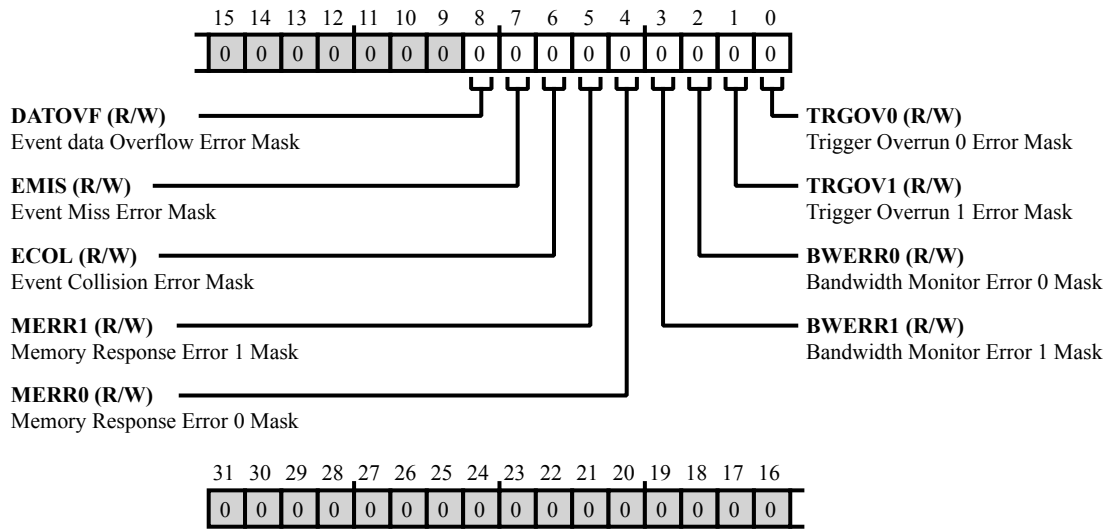 15 14 13 12 11 10 9 8 7 6 5 4 3 2 1 0
0 0 0 0 0 0 0 0 0 0 0 0 0 0 0 0
DATOVF (R/W)
Event data Overflow Error Mask
EMIS (R/W)
Event Miss Error Mask
ECOL (R/W)
Event Collision Error Mask
MERR1 (R/W)
Memory Response Error 1 Mask
MERR0 (R/W)
Memory Response Error 0 Mask
TRGOV0 (R/W)
Trigger Overrun 0 Error Mask
TRGOV1 (R/W)
Trigger Overrun 1 Error Mask
BWERR0 (R/W)
Bandwidth Monitor Error 0 Mask
BWERR1 (R/W)
Bandwidth Monitor Error 1 Mask
31 30 29 28 27 26 25 24 23 22 21 20 19 18 17 16
0 0 0 0 0 0 0 0 0 0 0 0 0 0 0 0